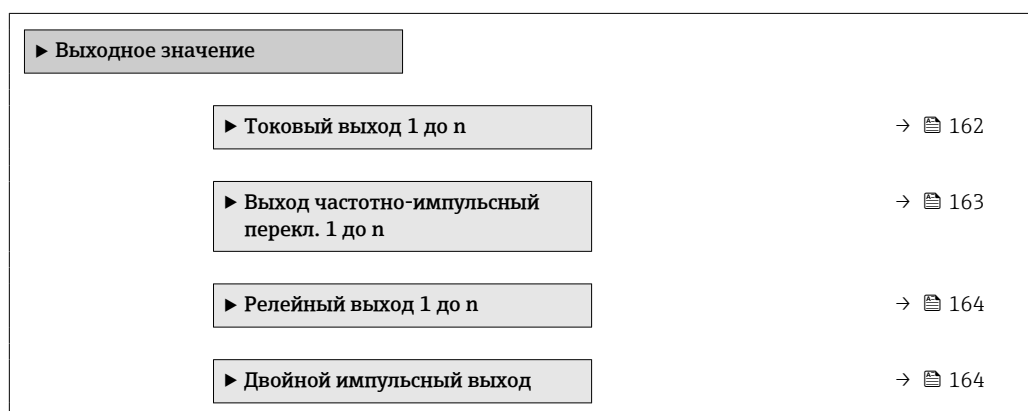 ▶ Выходное значение
▶ Токовый выход 1 до n → 162
▶ Выход частотно-импульсный → 163
перекл. 1 до n
▶ Релейный выход 1 до n → 164
▶ Двойной импульсный выход → 164